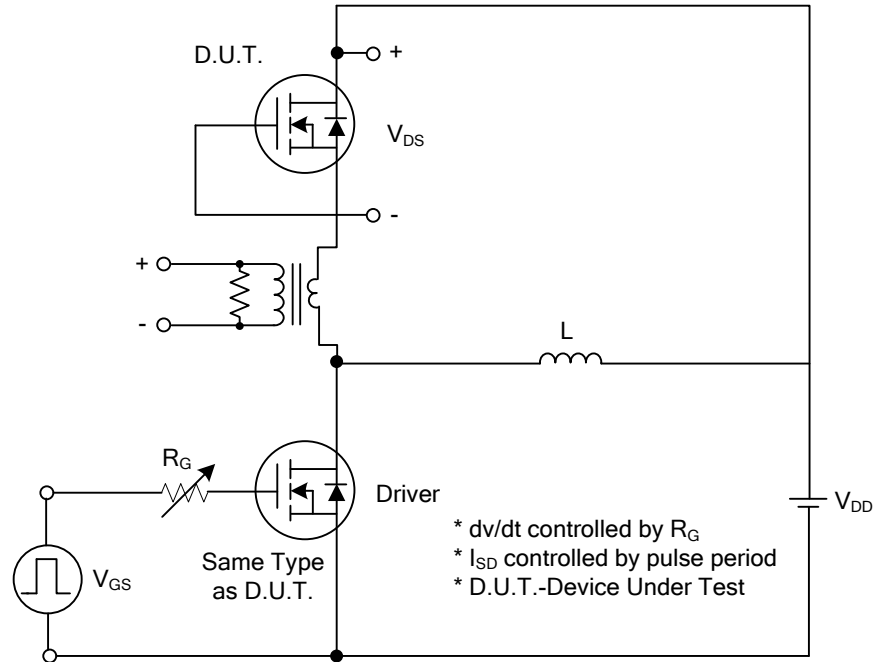 D.U.T.
+
VDS
-
+
-
L
RG
Driver
VDD
VGS
Same Type
as D.U.T.
* dv/dt controlled by RG
* ISD controlled by pulse period
* D.U.T.-Device Under Test